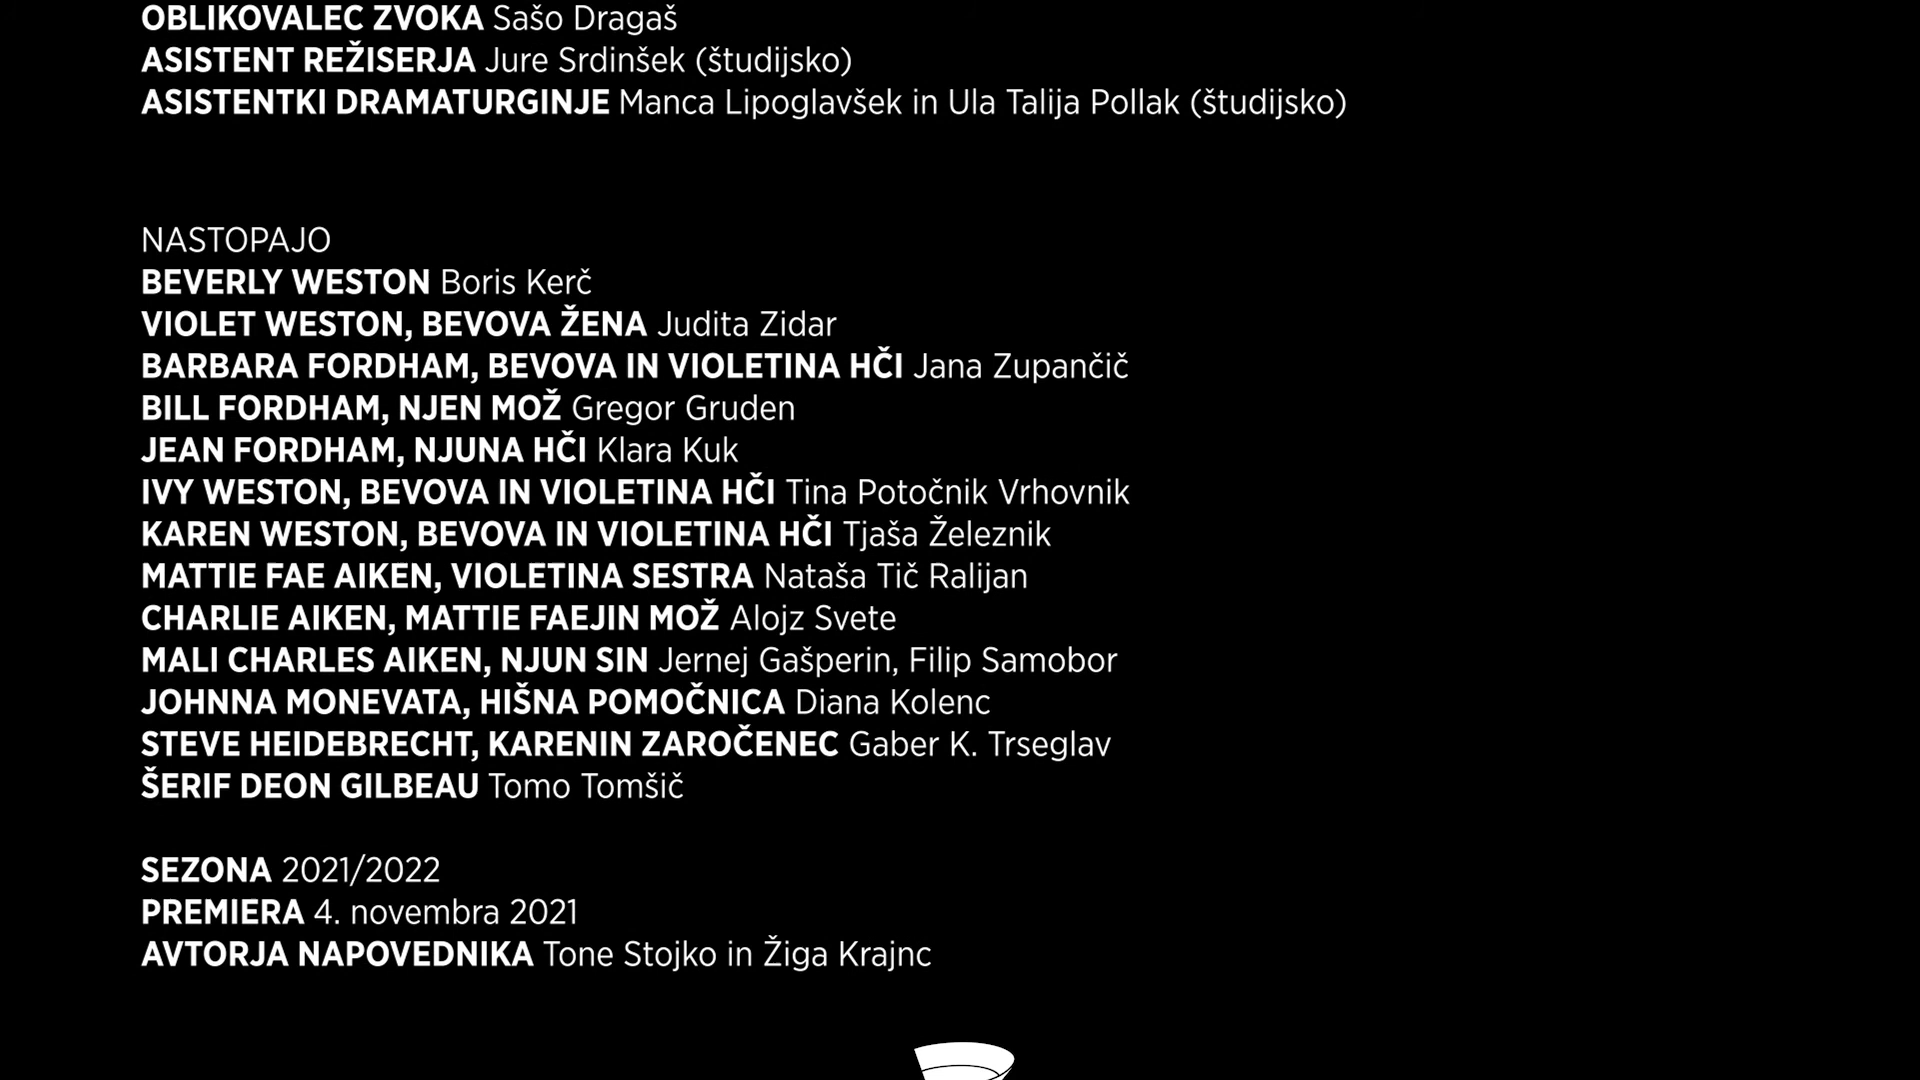 OBLIKOVALEC ZVOKA Sašo Dragaš
ASISTENT REŽISERJA Jure Srdinšek (študijsko)
ASISTENTKI DRAMATURGINJE Manca Lipoglavšek in Ula Talija Pollak (študijsko)
NASTOPAJO
BEVERLY WESTON Boris Kerč
VIOLET WESTON, BEVOVA ŽENA Judita Zidar
BARBARA FORDHAM, BEVOVA IN VIOLETINA HČI Jana Zupančič
BILL FORDHAM, NJEN MOŽ Gregor Gruden
JEAN FORDHAM, NJUNA HČI Klara Kuk
IVY WESTON, BEVOVA IN VIOLETINA HČI Tina Potočnik Vrhovnik
KAREN WESTON, BEVOVA IN VIOLETINA HČI Tjaša Železnik
MATTIE FAE AIKEN, VIOLETINA SESTRA Nataša Tič Ralijan
CHARLIE AIKEN, MATTIE FAEJIN MOŽ Alojz Svete
MALI CHARLES AIKEN, NJUN SIN Jernej Gašperin, Filip Samobor
JOHNNA MONEVATA, HIŠNA POMOČNICA Diana Kolenc
STEVE HEIDEBRECHT, KARENIN ZAROČENEC Gaber K. Trseglav
ŠERIF DEON GILBEAU Tomo Tomšič
SEZONA 2021/2022
PREMIERA 4. novembra 2021
AVTORJA NAPOVEDNIKA Tone Stojko in Žiga Krajnc